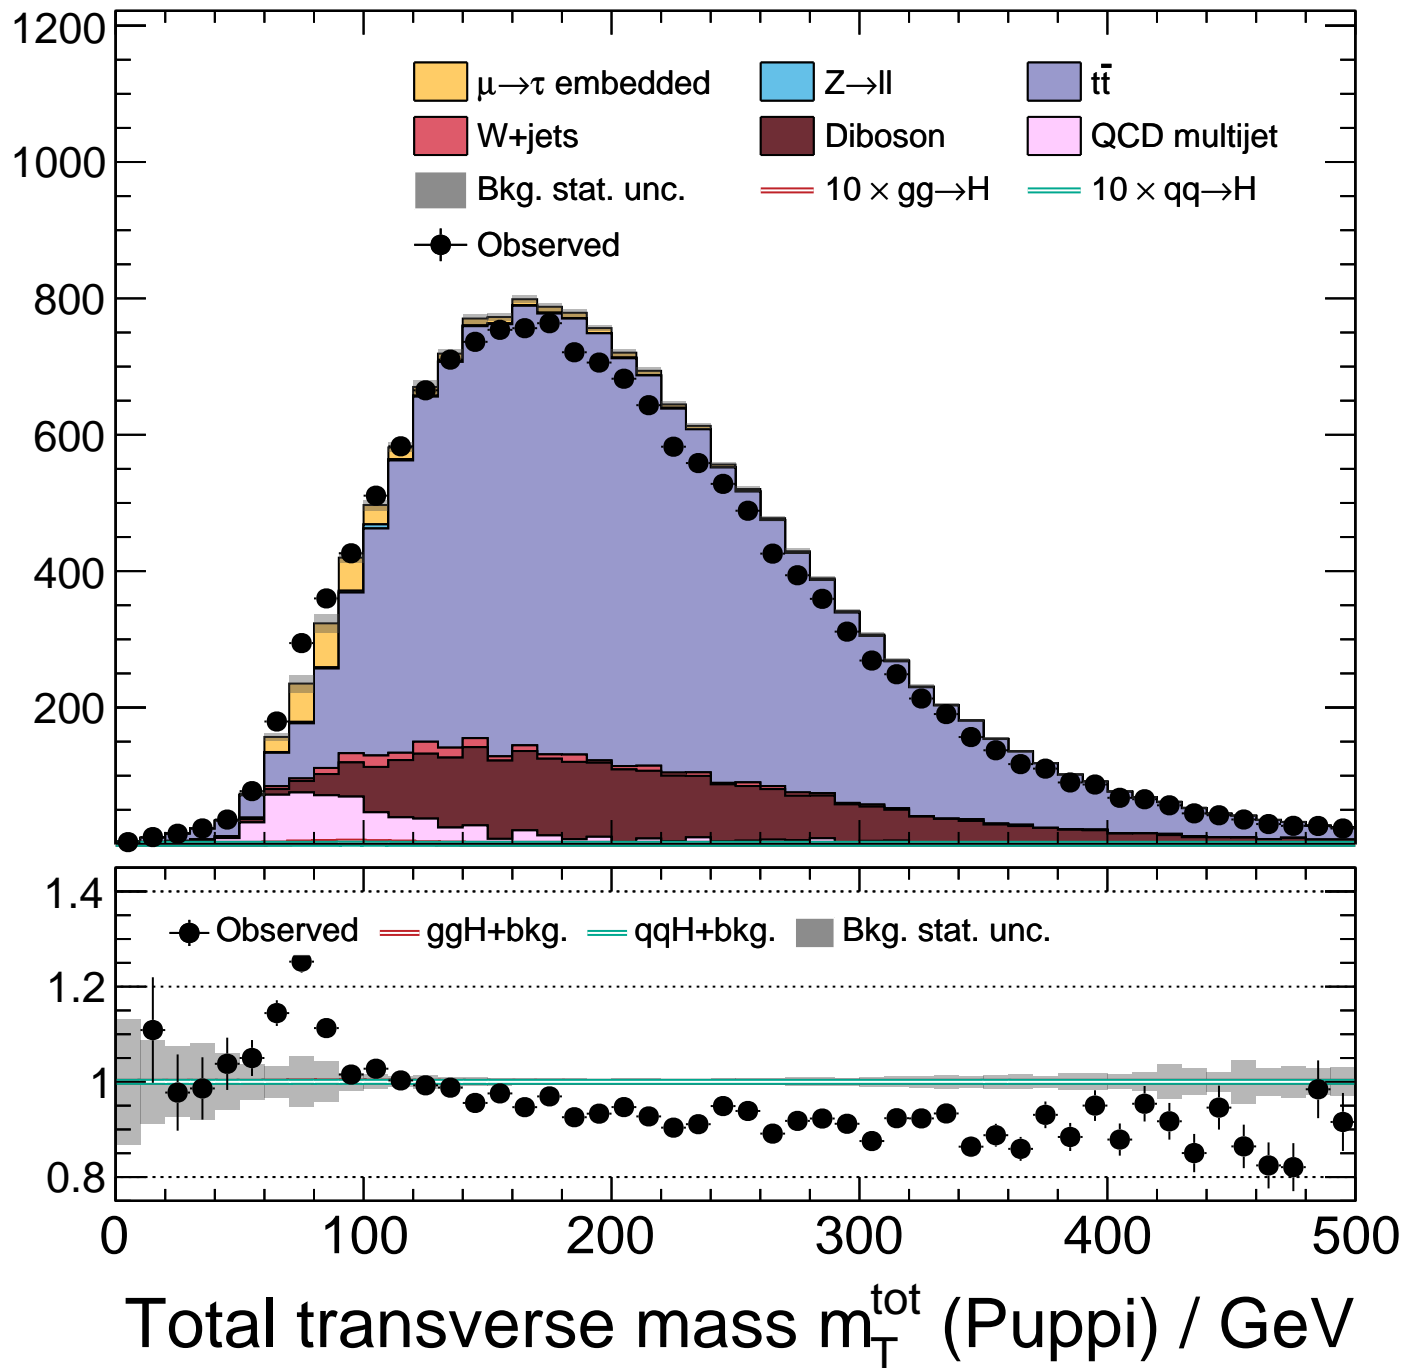 1200
μ→τ embedded Z→ll tt̄
1000
W+jets Diboson QCD multijet
Bkg. stat. unc. 10 × gg→H 10 × qq→H
Observed
800
600
400
200
1.4
Observed ggH+bkg. qqH+bkg. Bkg. stat. unc.
1.2
1
0.8
0 100 200 300 400 500
Total transverse mass m_T^tot (Puppi) / GeV